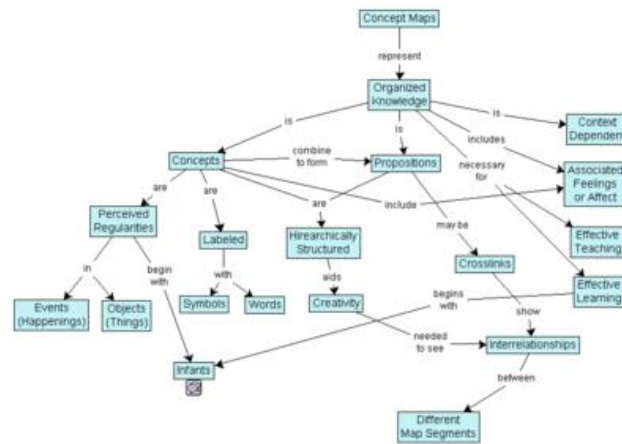 Concept Maps
represent
Organized
Knowledge
is
is
is
includes
necessary
for
Context
Dependent
Concepts
combine
to form
Propositions
Associated
Feelings
or Affect
are
are
are
include
Perceived
Regularities
Labeled
Hirearchically
Structured
may be
Effective
Teaching
in
begin
with
with
aids
Crosslinks
Effective
Learning
Events
(Happenings)
Objects
(Things)
Symbols
Words
Creativity
begins
with
show
needed
to see
Interrelationships
Infants
between
Different
Map Segments